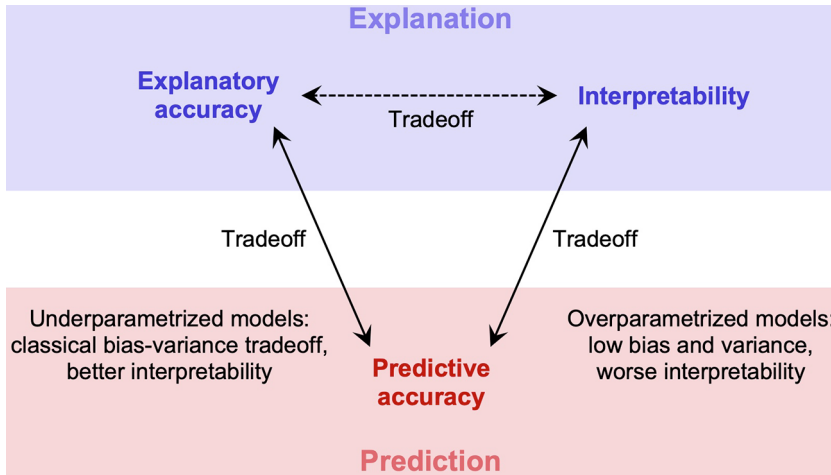 Explanation
Explanatory
accuracy
Interpretability
Tradeoff
Tradeoff
Tradeoff
Underparametrized models:
classical bias-variance tradeoff,
better interpretability
Overparametrized models:
low bias and variance,
worse interpretability
Predictive
accuracy
Prediction